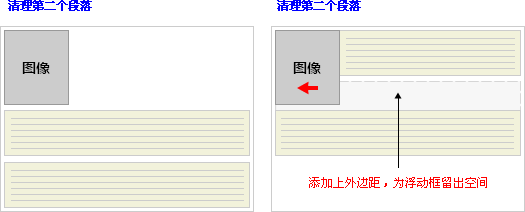 清理第二个段落
清理第二个段落
图像
图像
添加上外边距，为浮动框留出空间